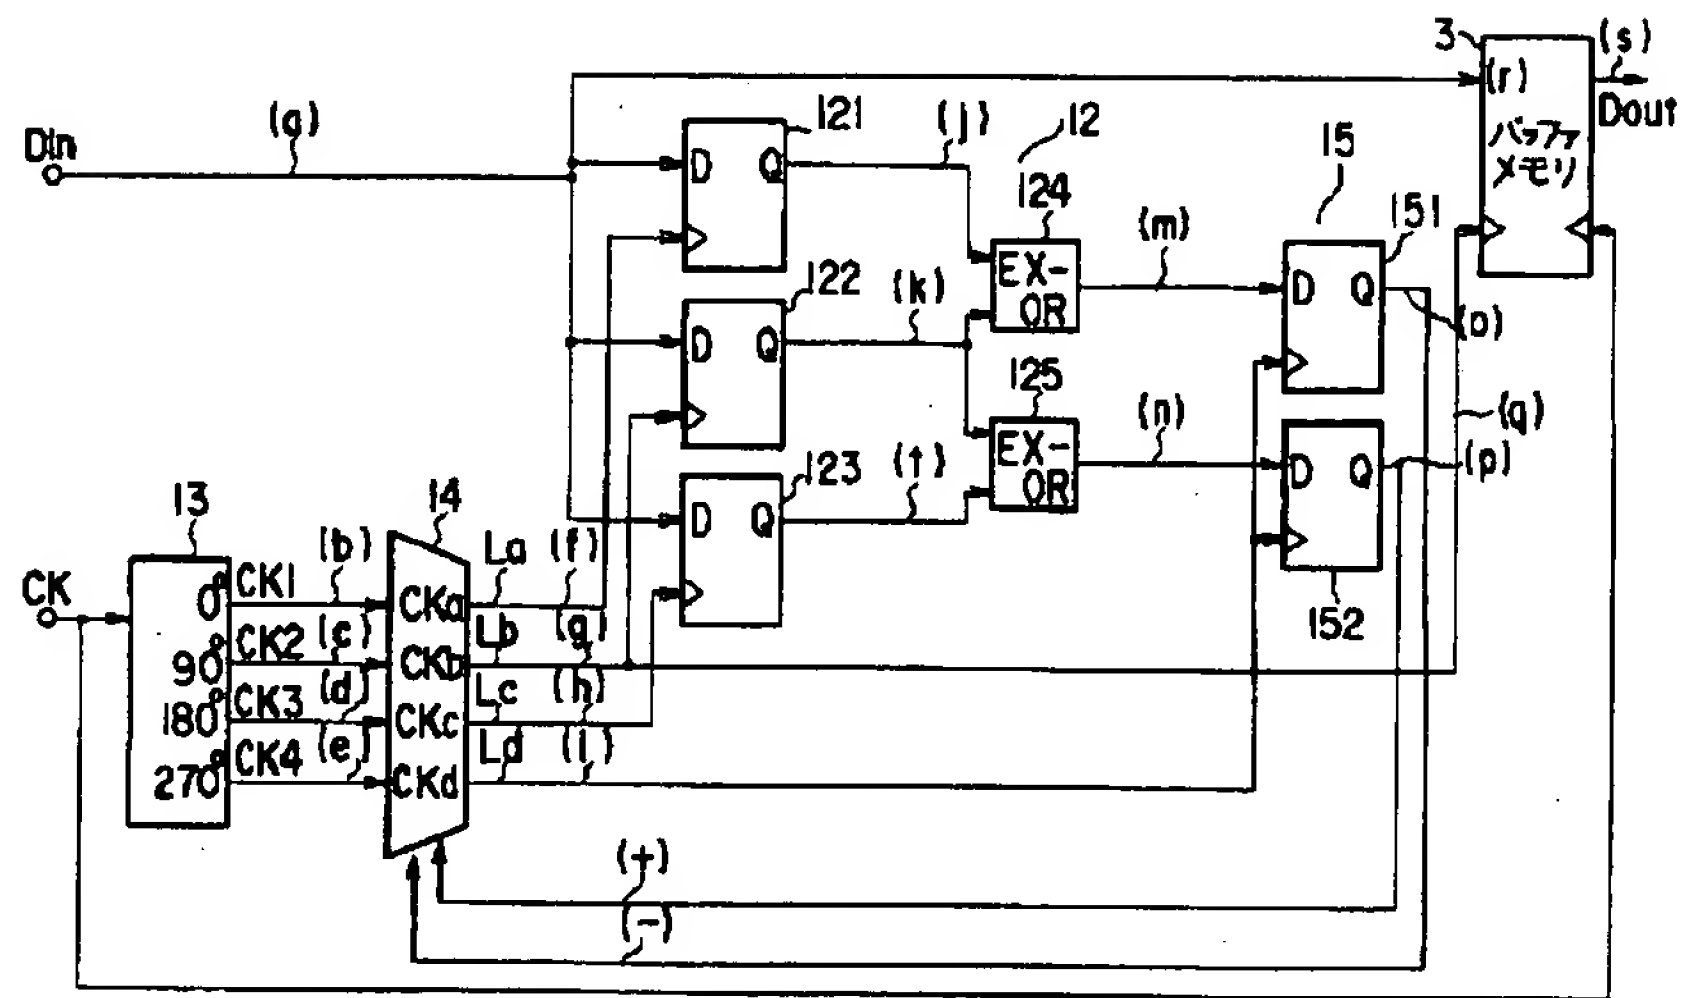 3
(s)
(r)
Dout
バッファ
メモリ
Din
(a)
121
D Q
(j)
12
124
EX-
OR
(m)
15
151
D Q
(o)
122
D Q
(k)
125
EX-
OR
(n)
(q)
(p)
D Q
152
123
D Q
(t)
13
14
CK
0° CK1 (b)
90° CK2 (c)
180° CK3 (d)
270° CK4 (e)
CKa La (f)
CKb Lb (g)
CKc Lc (h)
CKd Ld (i)
(+)
(-)